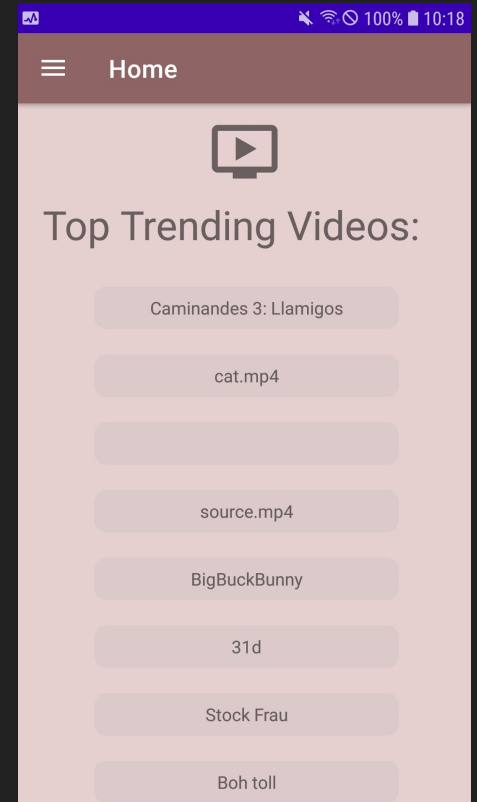 100% 10:18
Home
Top Trending Videos:
Caminandes 3: Llamigos
cat.mp4
source.mp4
BigBuckBunny
31d
Stock Frau
Boh toll